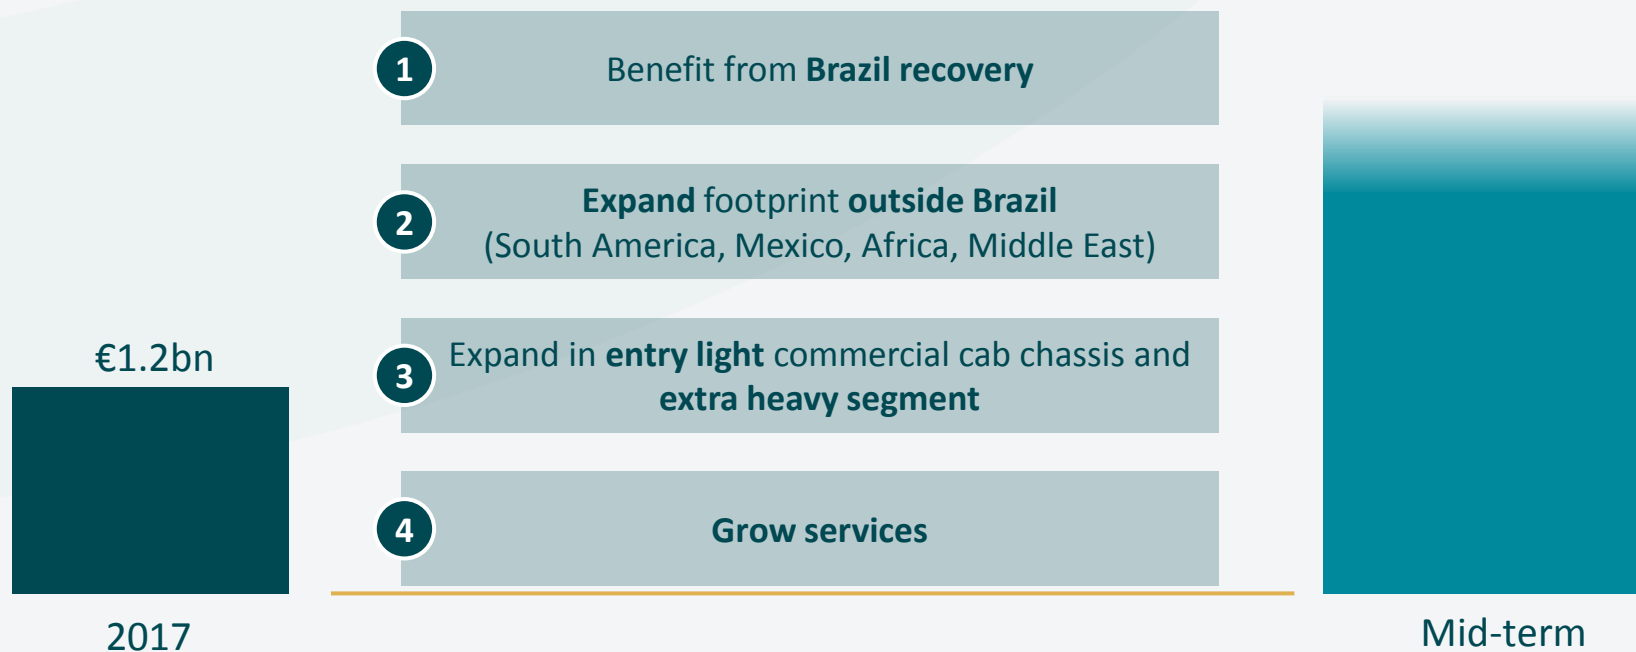 1
Benefit from Brazil recovery
2
Expand footprint outside Brazil
(South America, Mexico, Africa, Middle East)
€1.2bn
3
Expand in entry light commercial cab chassis and
extra heavy segment
4
Grow services
2017
Mid-term